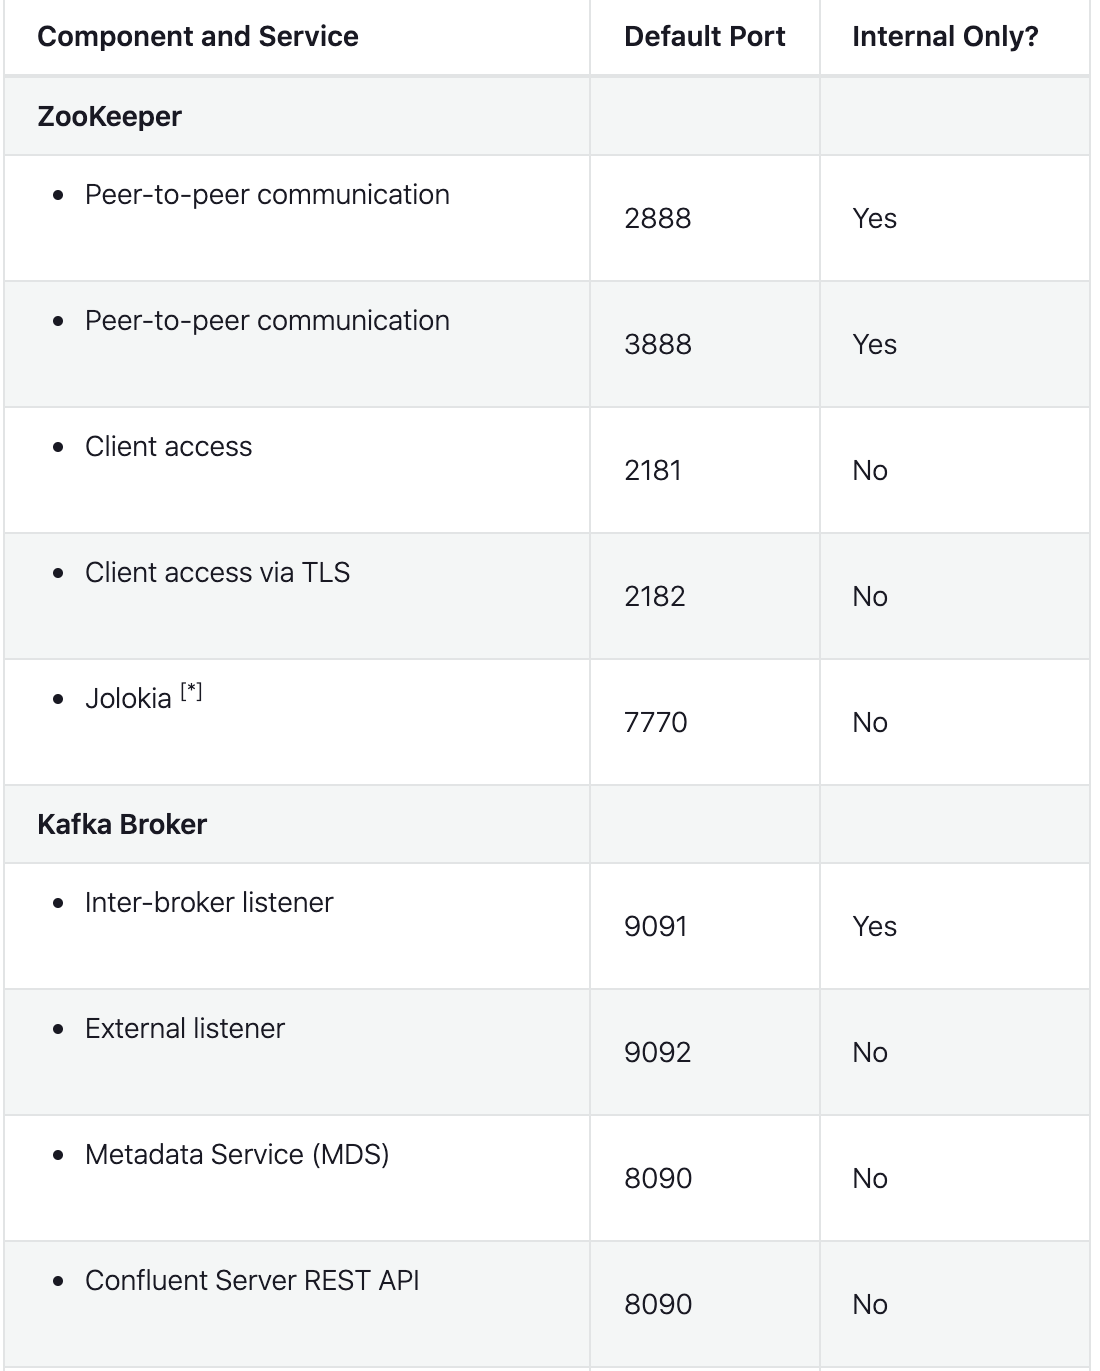 Component and Service Default Port Internal Only?
ZooKeeper
• Peer-to-peer communication 2888 Yes
• Peer-to-peer communication 3888 Yes
• Client access 2181 No
• Client access via TLS 2182 No
• Jolokia [*] 7770 No
Kafka Broker
• Inter-broker listener 9091 Yes
• External listener 9092 No
• Metadata Service (MDS) 8090 No
• Confluent Server REST API 8090 No